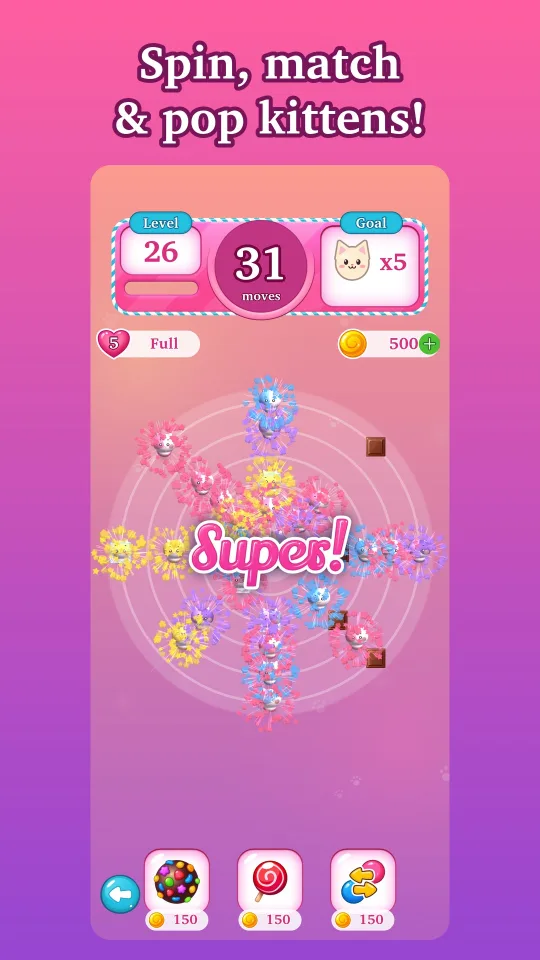 Spin, match
& pop kittens!
Level
Goal
26
31
moves
x5
5
Full
500
Super!
150
150
150